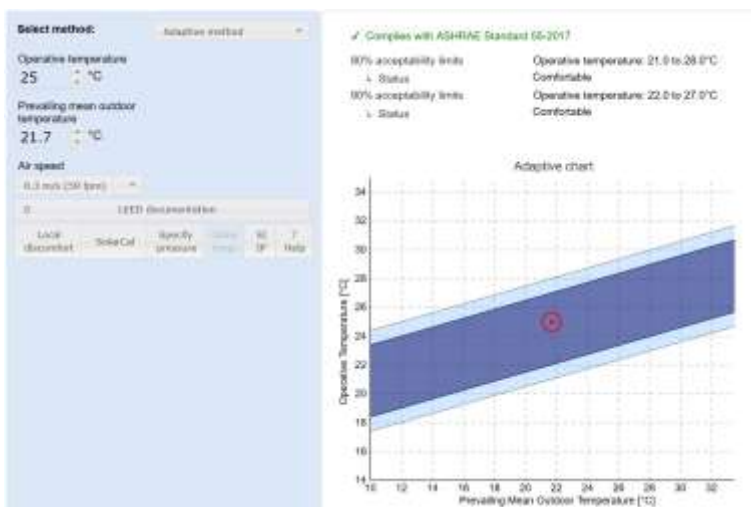 Select method:
Adaptive method
Operative temperature
25 °C
Prevailing mean outdoor
temperature
21.7 °C
Air speed
0.3 m/s (59 fpm)
LEED documentation
Local
discomfort
SolarCal
Specify
pressure
SI
IP
?
Help
✓ Complies with ASHRAE Standard 55-2017
80% acceptability limits Operative temperature: 21.0 to 28.0°C
↳ Status Comfortable
90% acceptability limits Operative temperature: 22.0 to 27.0°C
↳ Status Comfortable
Adaptive chart
34
32
30
28
26
24
22
20
18
16
14
Operative Temperature [°C]
10 12 14 16 18 20 22 24 26 28 30 32
Prevailing Mean Outdoor Temperature [°C]